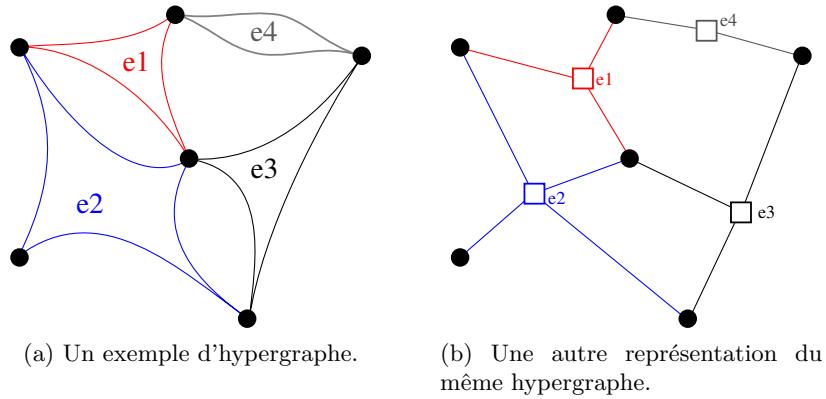 e1
e4
e2
e3
(a) Un exemple d'hypergraphe.
e4
e1
e2
e3
(b) Une autre représentation du
même hypergraphe.